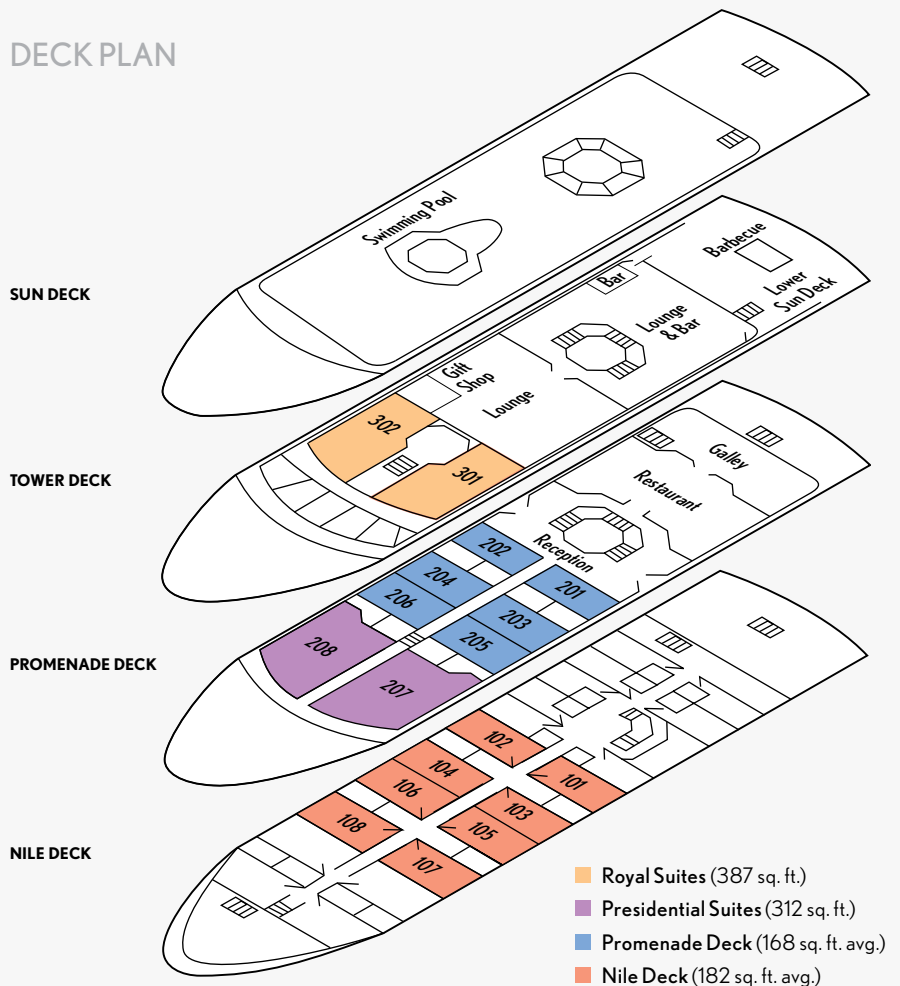 DECK PLAN
SUN DECK
Swimming Pool
TOWER DECK
Barbecue
Lower
Sun Deck
Bar
Lounge
& Bar
Gift
Shop
Lounge
302
301
PROMENADE DECK
Galley
Restaurant
Reception
202
201
204
203
206
205
208
207
NILE DECK
102
101
104
103
106
105
108
107
Royal Suites (387 sq. ft.)
Presidential Suites (312 sq. ft.)
Promenade Deck (168 sq. ft. avg.)
Nile Deck (182 sq. ft. avg.)